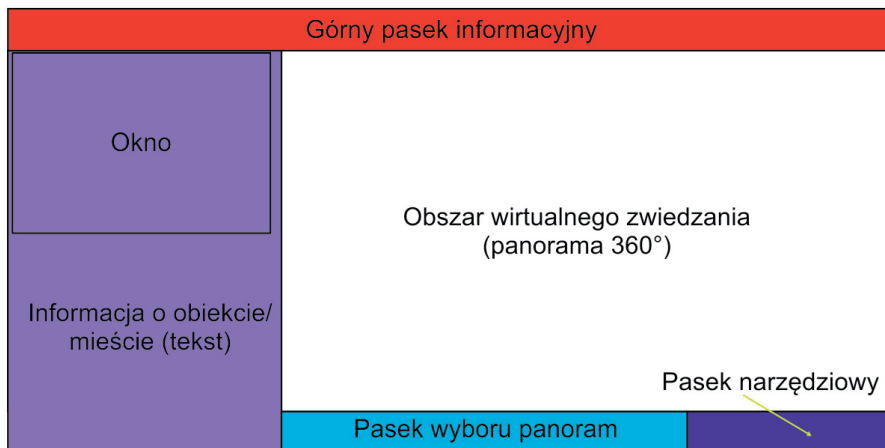 Górny pasek informacyjny
Okno
Obszar wirtualnego zwiedzania
(panorama 360°)
Informacja o obiekcie/
mieście (tekst)
Pasek narzędziowy
Pasek wyboru panoram